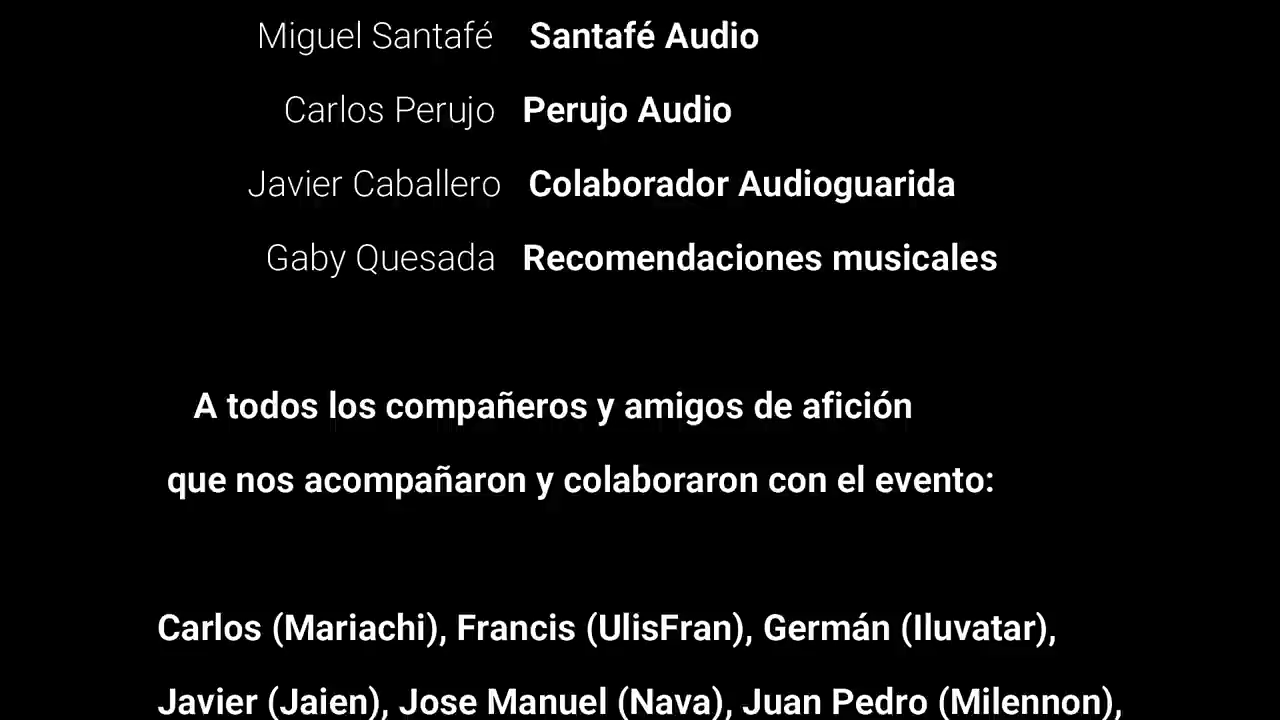 Miguel Santafé Santafé Audio
Carlos Perujo Perujo Audio
Javier Caballero Colaborador Audioguarida
Gaby Quesada Recomendaciones musicales
A todos los compañeros y amigos de afición
que nos acompañaron y colaboraron con el evento:
Carlos (Mariachi), Francis (UlisFran), Germán (Iluvatar),
Javier (Jaien), Jose Manuel (Nava), Juan Pedro (Milennon),